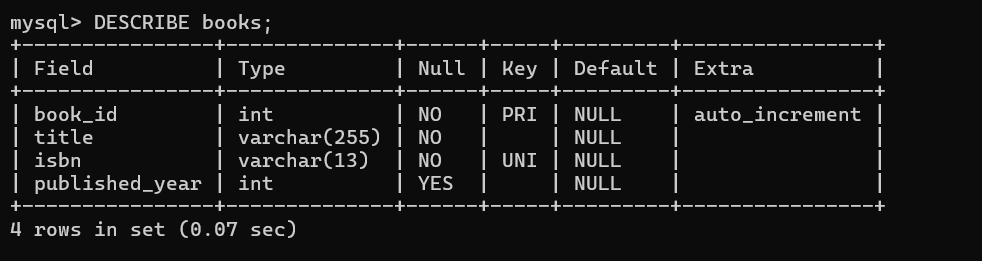 mysql> DESCRIBE books;
+----------------+--------------+------+-----+---------+----------------+
| Field          | Type         | Null | Key | Default | Extra          |
+----------------+--------------+------+-----+---------+----------------+
| book_id        | int          | NO   | PRI | NULL    | auto_increment |
| title          | varchar(255) | NO   |     | NULL    |                |
| isbn           | varchar(13)  | NO   | UNI | NULL    |                |
| published_year | int          | YES  |     | NULL    |                |
+----------------+--------------+------+-----+---------+----------------+
4 rows in set (0.07 sec)